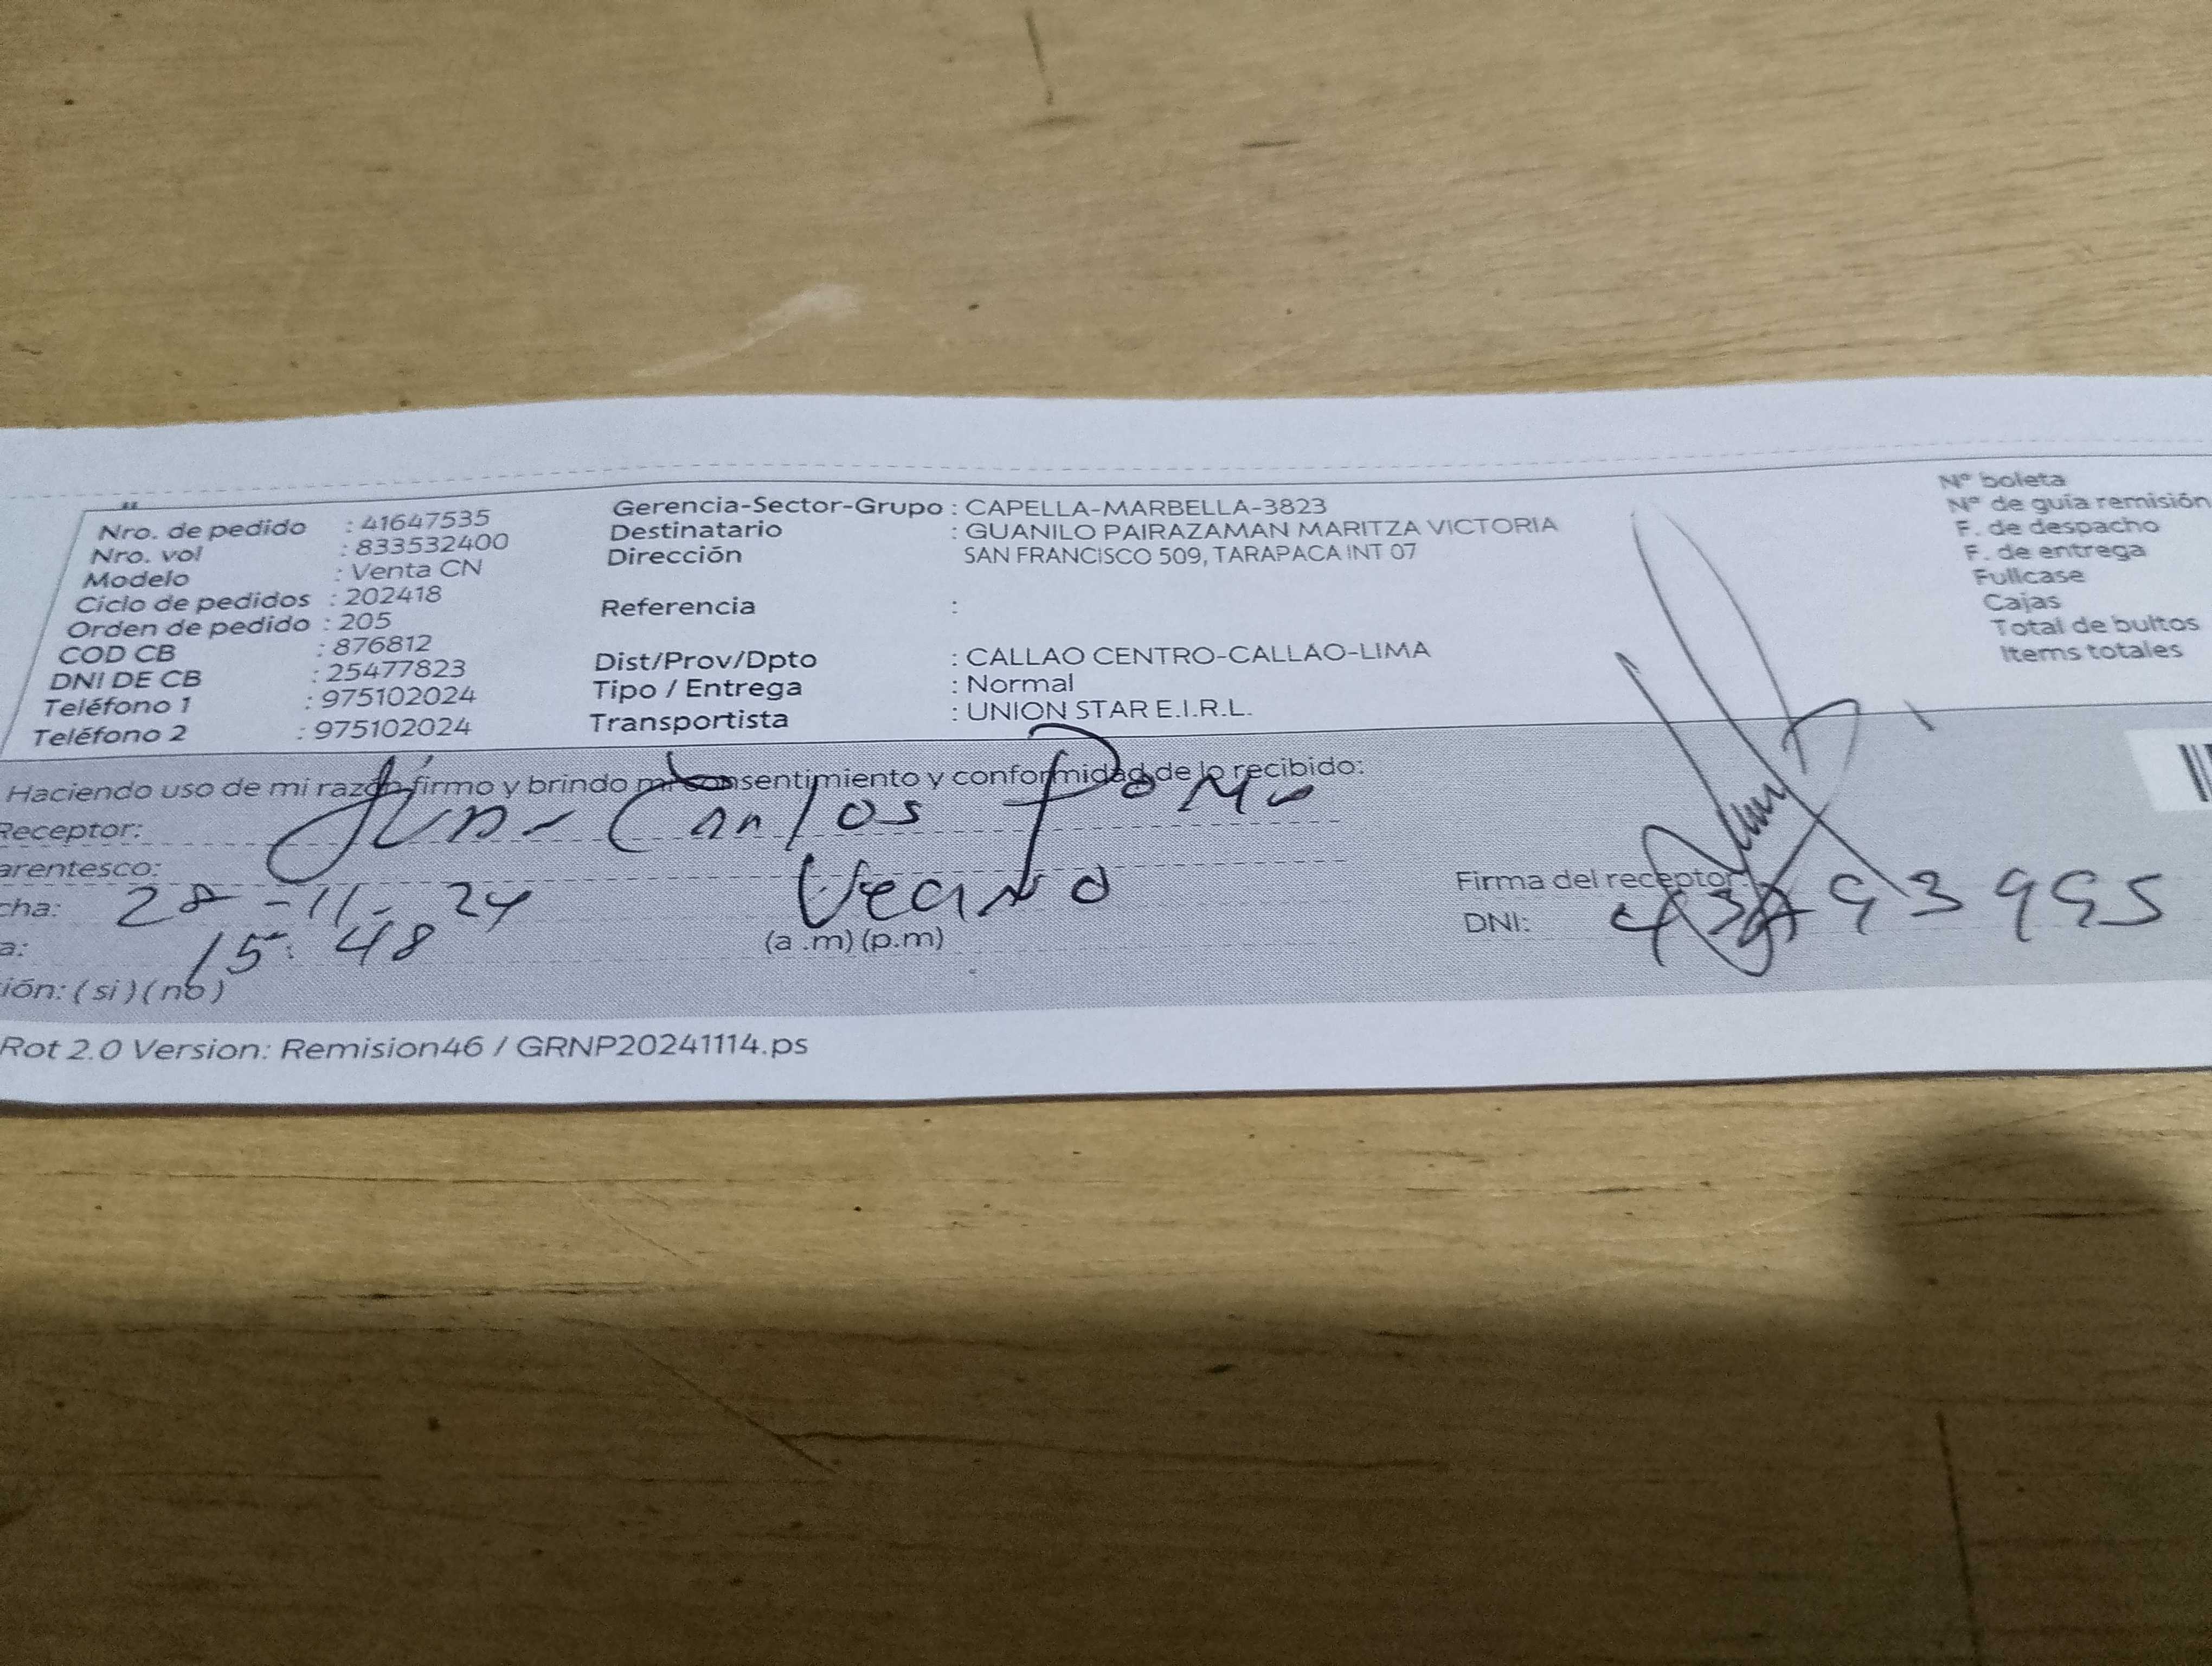 Nro. de pedido : 41647535
Nro. vol : 833532400
Modelo : Venta CN
Ciclo de pedidos : 202418
Orden de pedido : 205
COD CB : 876812
DNI DE CB : 25477823
Teléfono 1 : 975102024
Teléfono 2 : 975102024
Gerencia-Sector-Grupo : CAPELLA-MARBELLA-3823
Destinatario : GUANILO PAIRAZAMAN MARITZA VICTORIA
Dirección SAN FRANCISCO 509, TARAPACA INT 07
Referencia :
Dist/Prov/Dpto : CALLAO CENTRO-CALLAO-LIMA
Tipo / Entrega : Normal
Transportista : UNION STAR E.I.R.L.
Nº boleta
Nº de guía remisión
F. de despacho
F. de entrega
Fullcase
Cajas
Total de bultos
Items totales
Haciendo uso de mi razón firmo y brindo mi consentimiento y conformidad de lo recibido:
Receptor: Carlos
arentesco: Vecino
cha: 28-11-24
a: 15:48 (a .m) (p.m)
ión: ( si ) ( no )
Firma del receptor:
DNI:
Rot 2.0 Version: Remision46 / GRNP20241114.ps